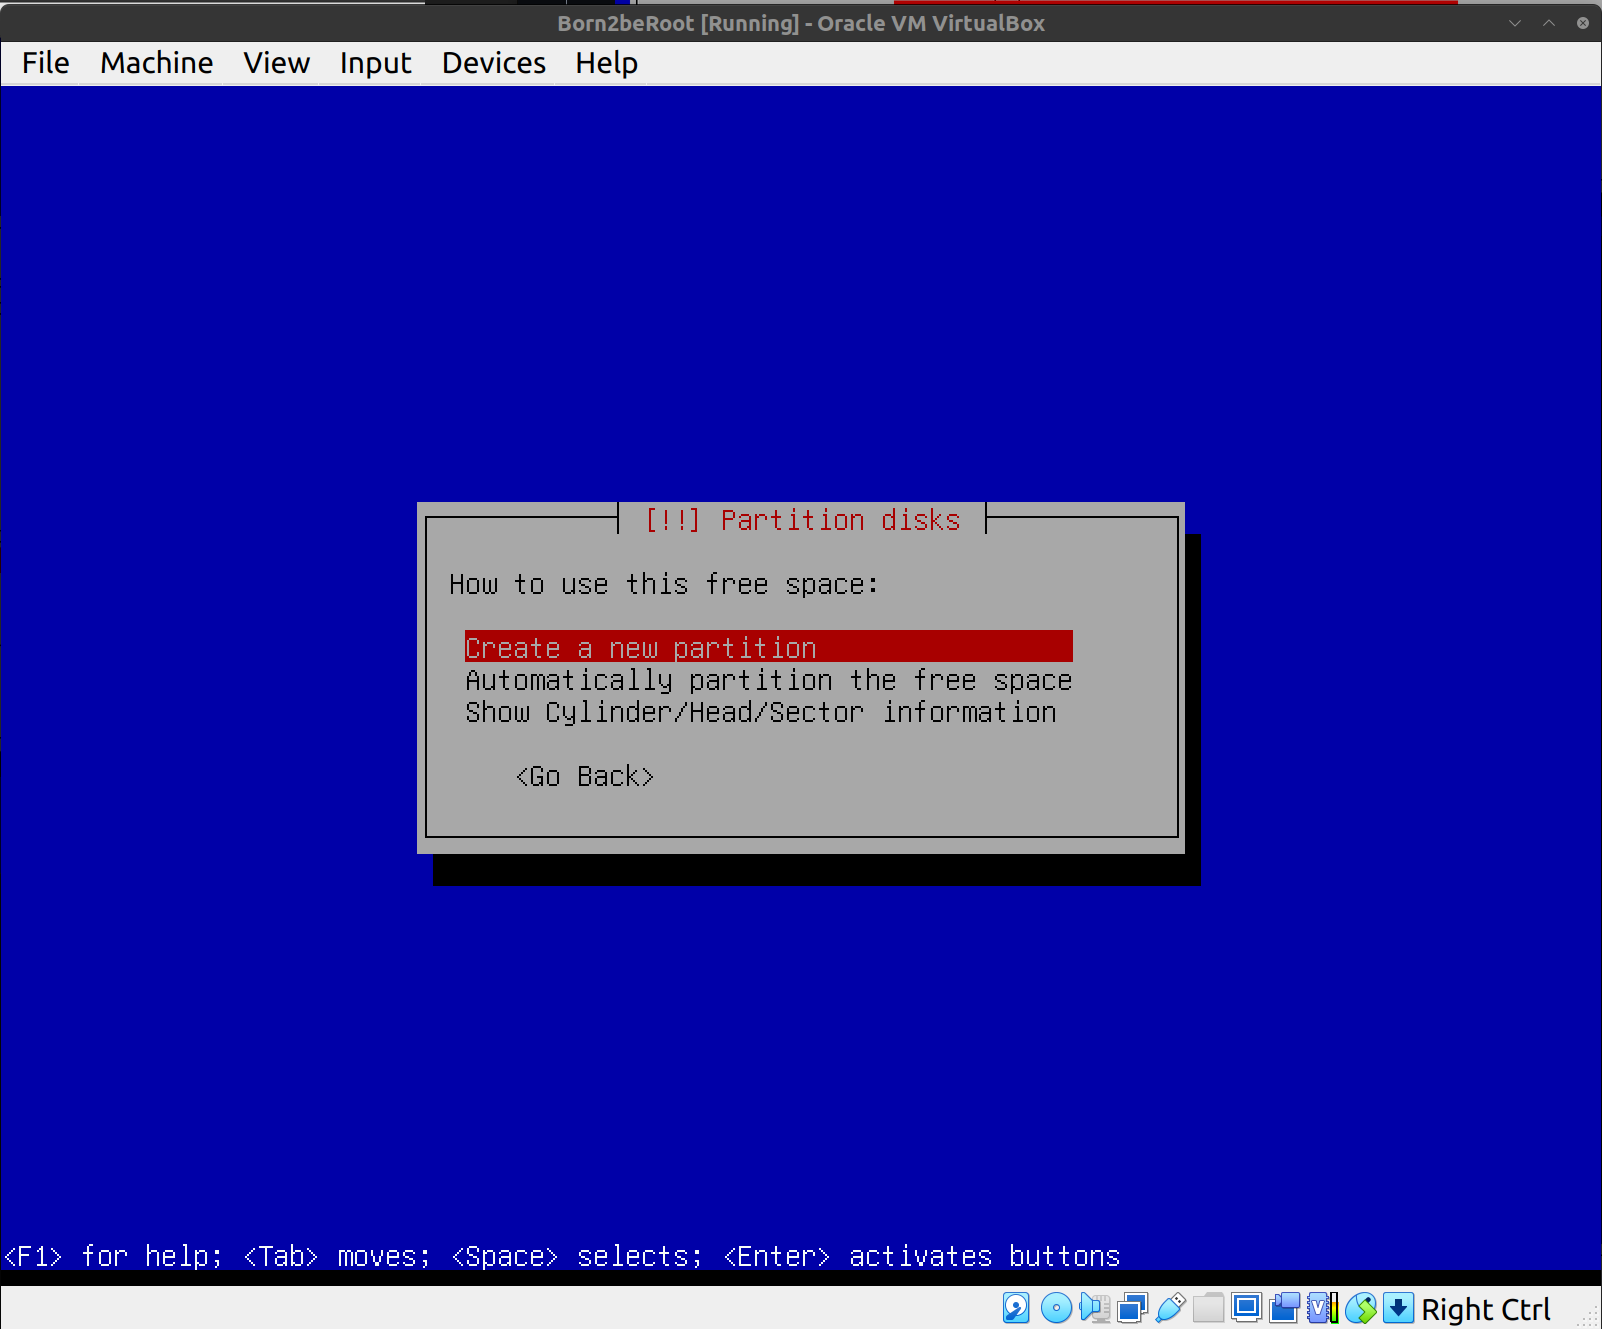 Born2beRoot [Running] - Oracle VM VirtualBox
File Machine View Input Devices Help
[!!] Partition disks
How to use this free space:
Create a new partition
Automatically partition the free space
Show Cylinder/Head/Sector information
<Go Back>
<F1> for help; <Tab> moves; <Space> selects; <Enter> activates buttons
Right Ctrl